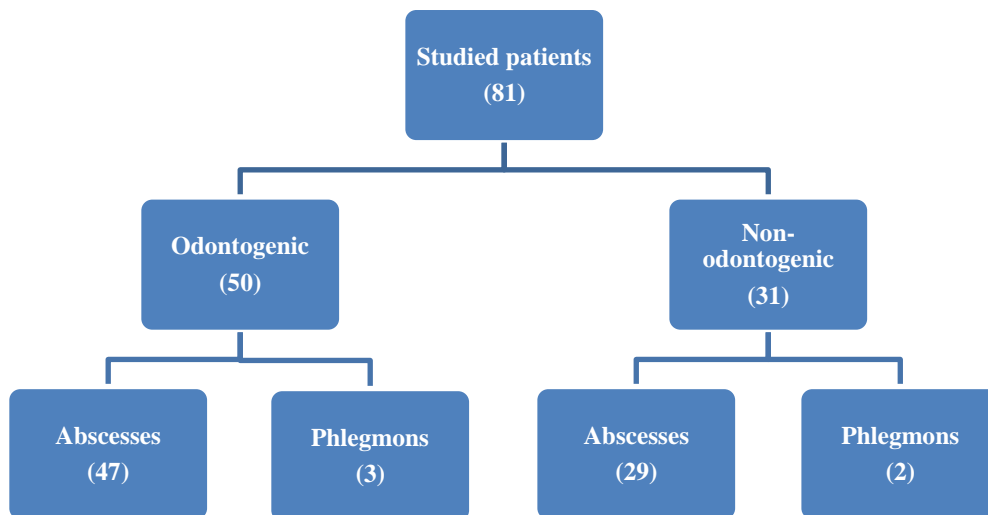 Studied patients
(81)
Odontogenic
(50)
Non-
odontogenic
(31)
Abscesses
(47)
Phlegmons
(3)
Abscesses
(29)
Phlegmons
(2)